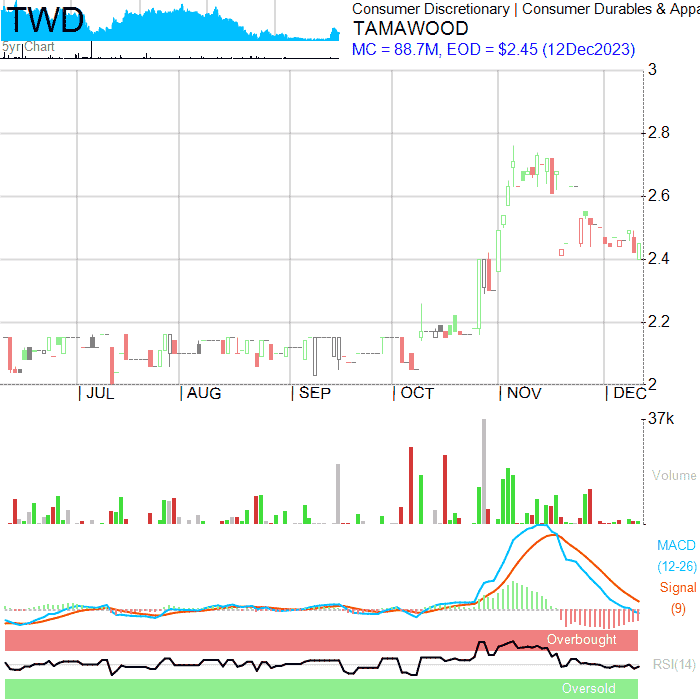 TWD
Consumer Discretionary | Consumer Durables & Appa
TAMAWOOD
5yr Chart
MC = 88.7M, EOD = $2.45 (12Dec2023)
3
2.8
2.6
2.4
2.2
2
JUL AUG SEP OCT NOV DEC
37k
Volume
MACD
(12-26)
Signal
(9)
Overbought
RSI(14)
Oversold